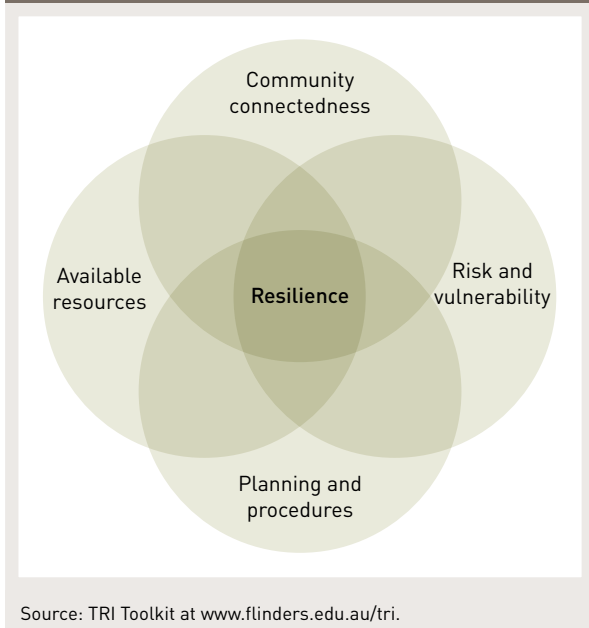 Community
connectedness
Available
resources
Resilience
Risk and
vulnerability
Planning and
procedures
Source: TRI Toolkit at www.flinders.edu.au/tri.